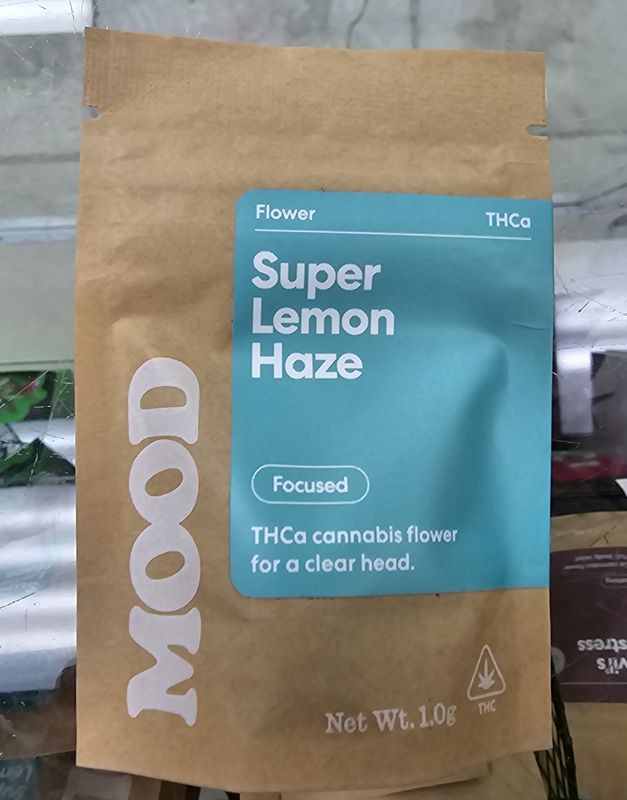 Flower
THCa
Super
Lemon
Haze
Focused
THCa cannabis flower
for a clear head.
MOOD
Net Wt. 1.0g
THC